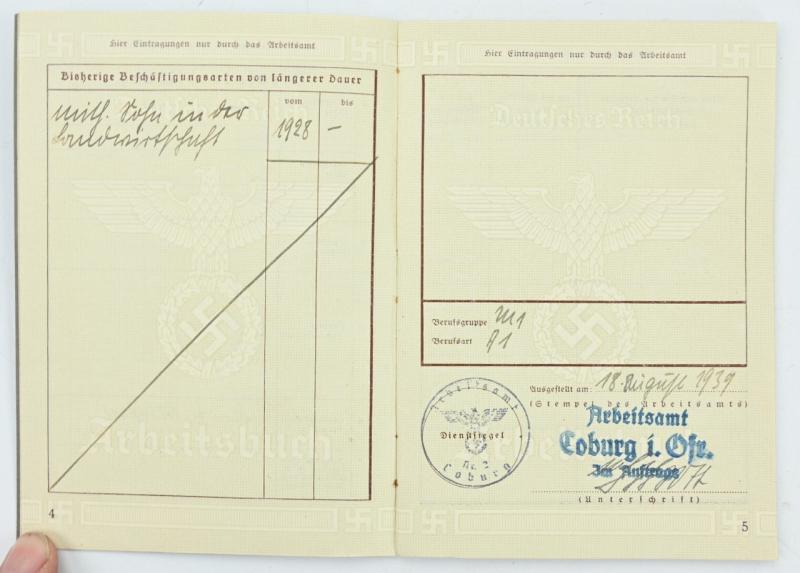 Hier Eintragungen nur durch das Arbeitsamt
Bisherige Beschäftigungsarten von längerer Dauer
vom
bis
mith. Sohn in der
Landwirtschaft
1928
–
Arbeitsbuch
4
Hier Eintragungen nur durch das Arbeitsamt
Deutsches Reich
Berufsgruppe
Berufsart
Ausgestellt am: 18. August 1939
(Stempel des Arbeitsamts)
Arbeitsamt
Dienstsiegel
Coburg
Arbeitsamt
Coburg i. Ofr.
Im Auftrage
(Unterschrift)
5